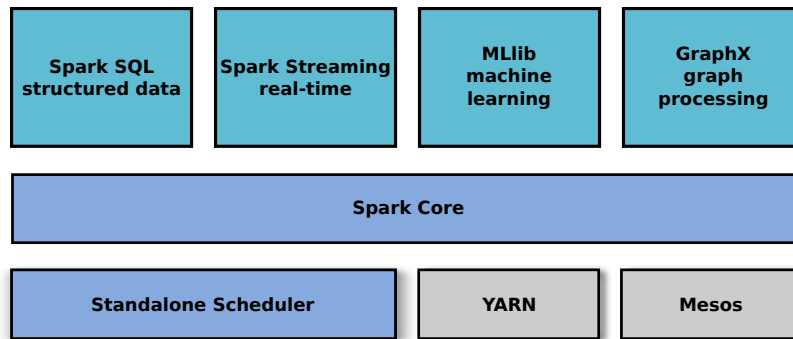 Spark SQL
structured data
Spark Streaming
real-time
MLlib
machine
learning
GraphX
graph
processing
Spark Core
Standalone Scheduler
YARN
Mesos